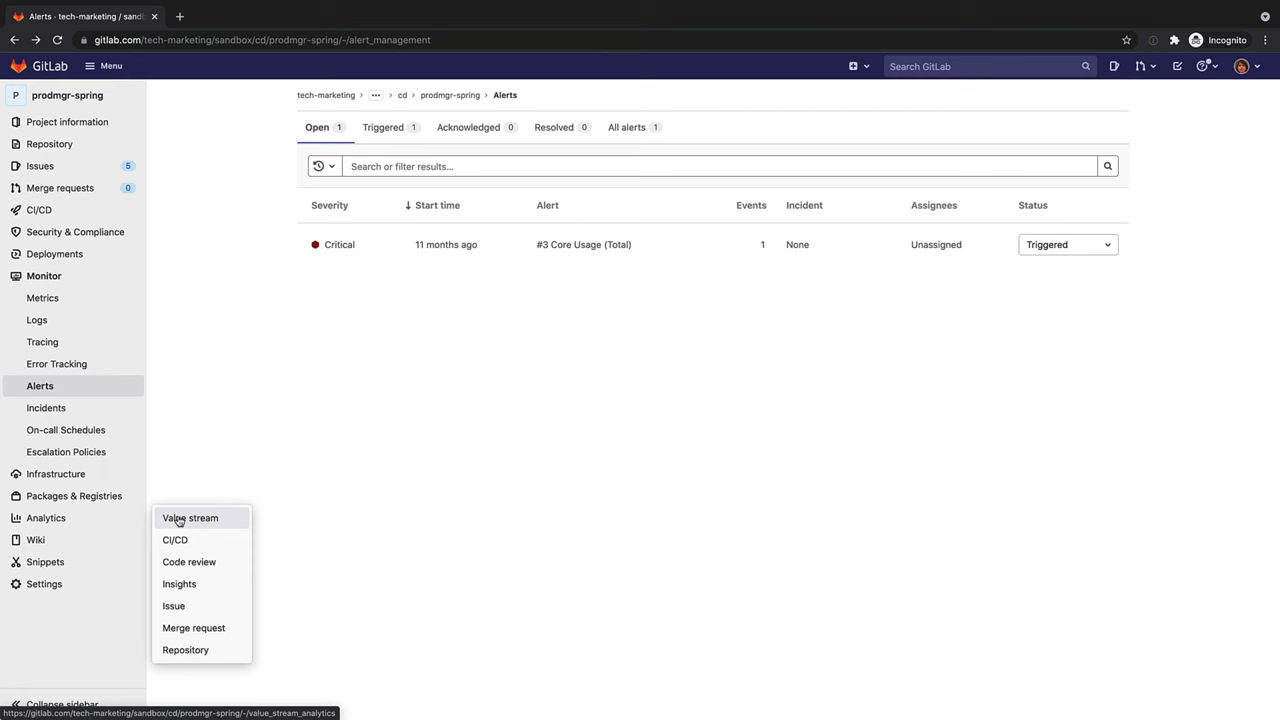 Alerts · tech-marketing / sandb
gitlab.com/tech-marketing/sandbox/cd/prodmgr-spring/-/alert_management
Incognito
GitLab
Menu
Search GitLab
P prodmgr-spring
Project information
Repository
Issues 5
Merge requests 0
CI/CD
Security & Compliance
Deployments
Monitor
Metrics
Logs
Tracing
Error Tracking
Alerts
Incidents
On-call Schedules
Escalation Policies
Infrastructure
Packages & Registries
Analytics
Wiki
Snippets
Settings
Collapse sidebar
Value stream
CI/CD
Code review
Insights
Issue
Merge request
Repository
tech-marketing › ... › cd › prodmgr-spring › Alerts
Open 1 Triggered 1 Acknowledged 0 Resolved 0 All alerts 1
Search or filter results...
Severity Start time Alert Events Incident Assignees Status
Critical 11 months ago #3 Core Usage (Total) 1 None Unassigned Triggered
https://gitlab.com/tech-marketing/sandbox/cd/prodmgr-spring/-/value_stream_analytics